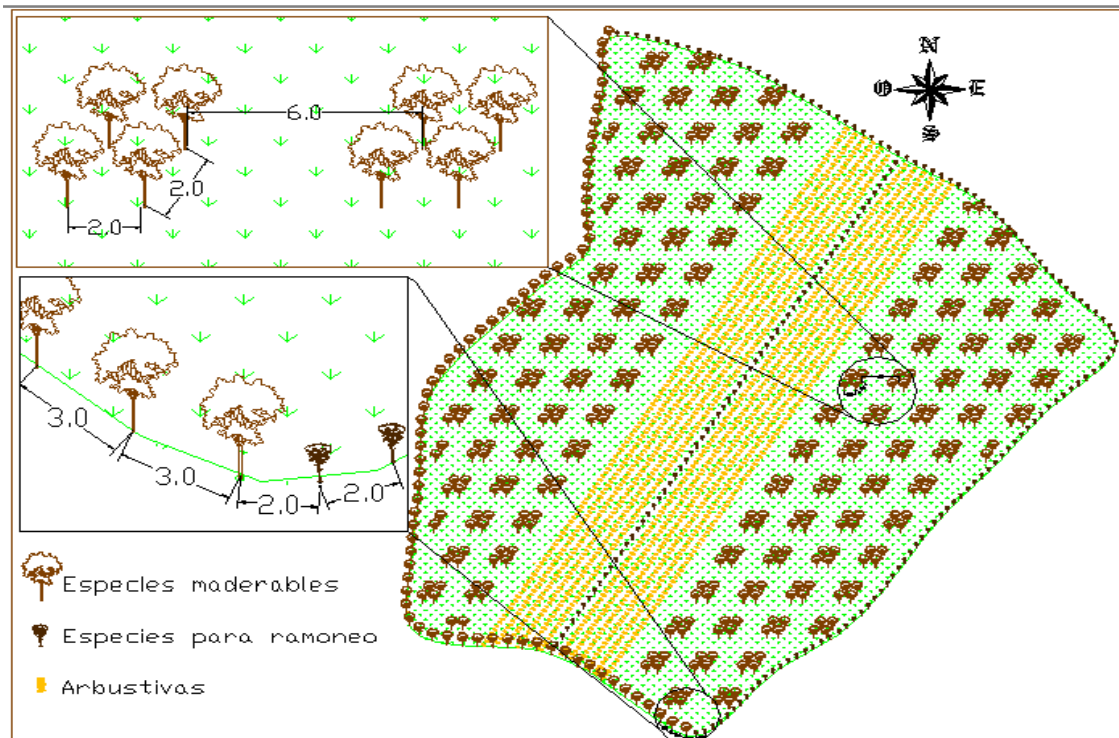 N
O E
S
6.0
2.0
2.0
3.0
3.0
2.0
2.0
Especies maderables
Especies para ramoneo
Arbustivas